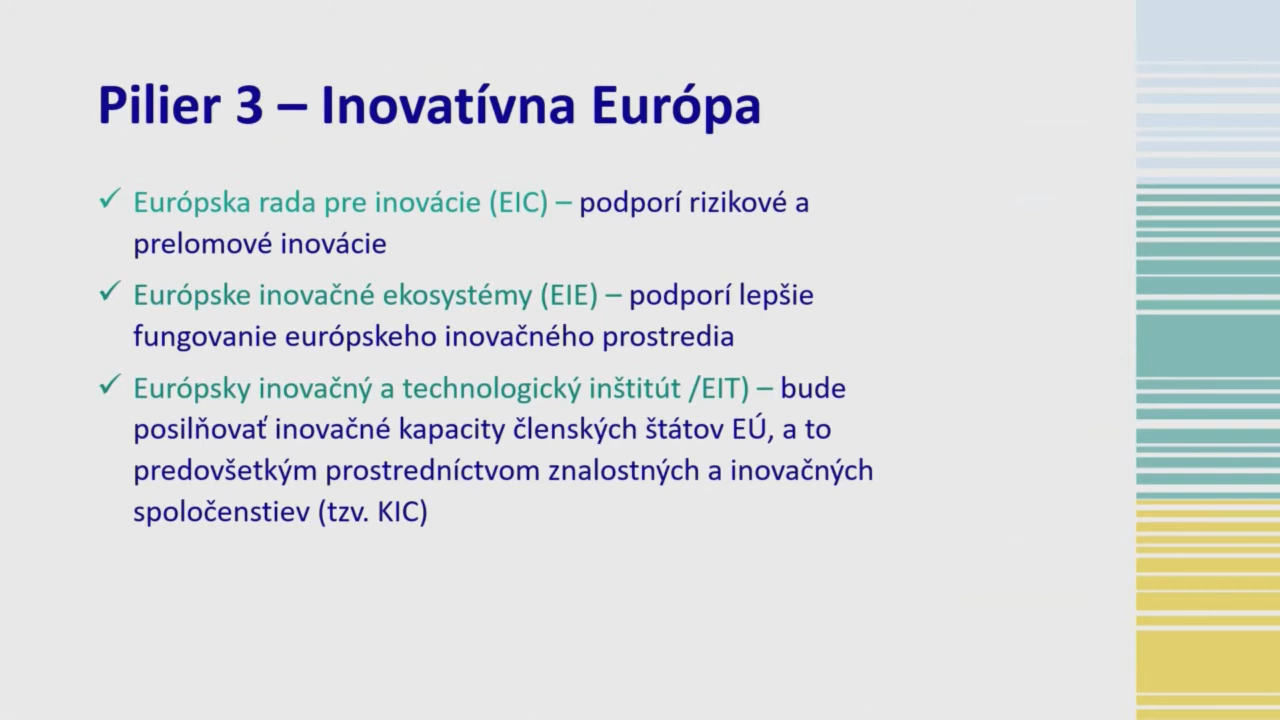 Pilier 3 – Inovatívna Európa
✓ Európska rada pre inovácie (EIC) – podporí rizikové a
prelomové inovácie
✓ Európske inovačné ekosystémy (EIE) – podporí lepšie
fungovanie európskeho inovačného prostredia
✓ Európsky inovačný a technologický inštitút /EIT) – bude
posilňovať inovačné kapacity členských štátov EÚ, a to
predovšetkým prostredníctvom znalostných a inovačných
spoločenstiev (tzv. KIC)